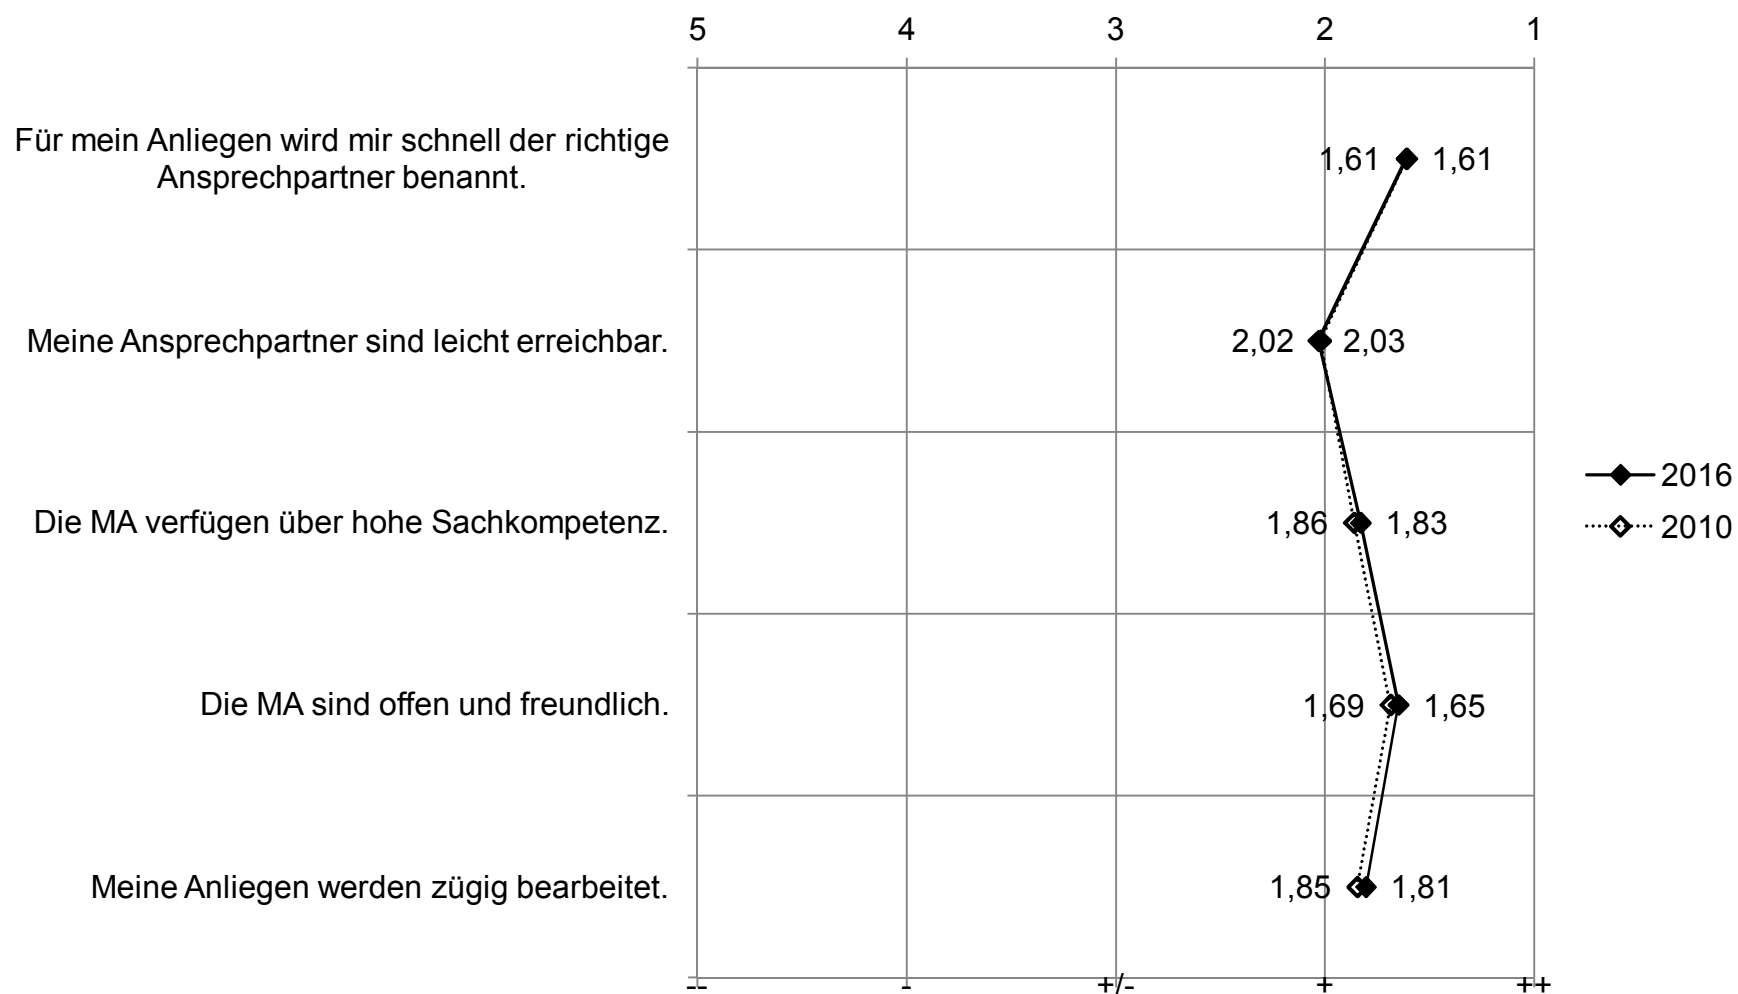 5 4 3 2 1
Für mein Anliegen wird mir schnell der richtige
Ansprechpartner benannt.
1,61 1,61
Meine Ansprechpartner sind leicht erreichbar.
2,02 2,03
Die MA verfügen über hohe Sachkompetenz.
1,86 1,83
Die MA sind offen und freundlich.
1,69 1,65
Meine Anliegen werden zügig bearbeitet.
1,85 1,81
-- - +/- + ++
2016
2010